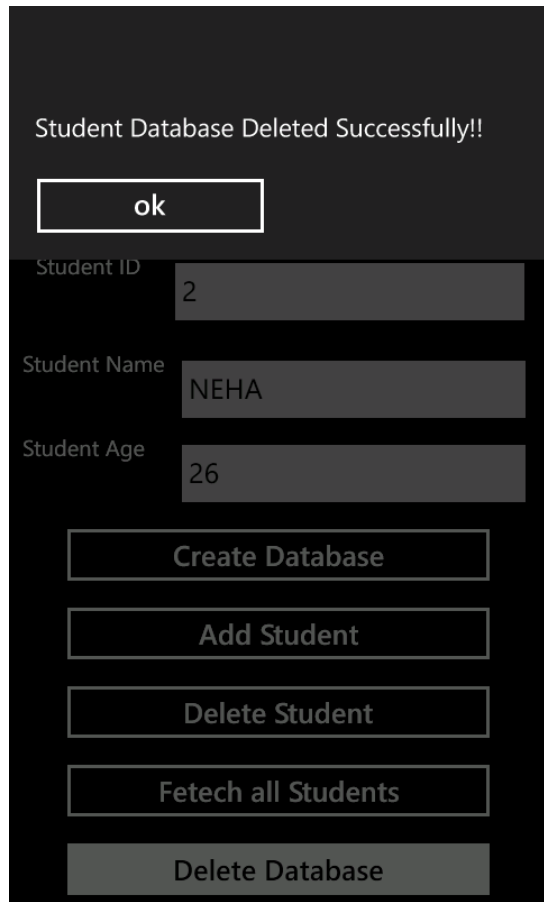 Student Database Deleted Successfully!!
ok
Student ID
2
Student Name
NEHA
Student Age
26
Create Database
Add Student
Delete Student
Fetech all Students
Delete Database